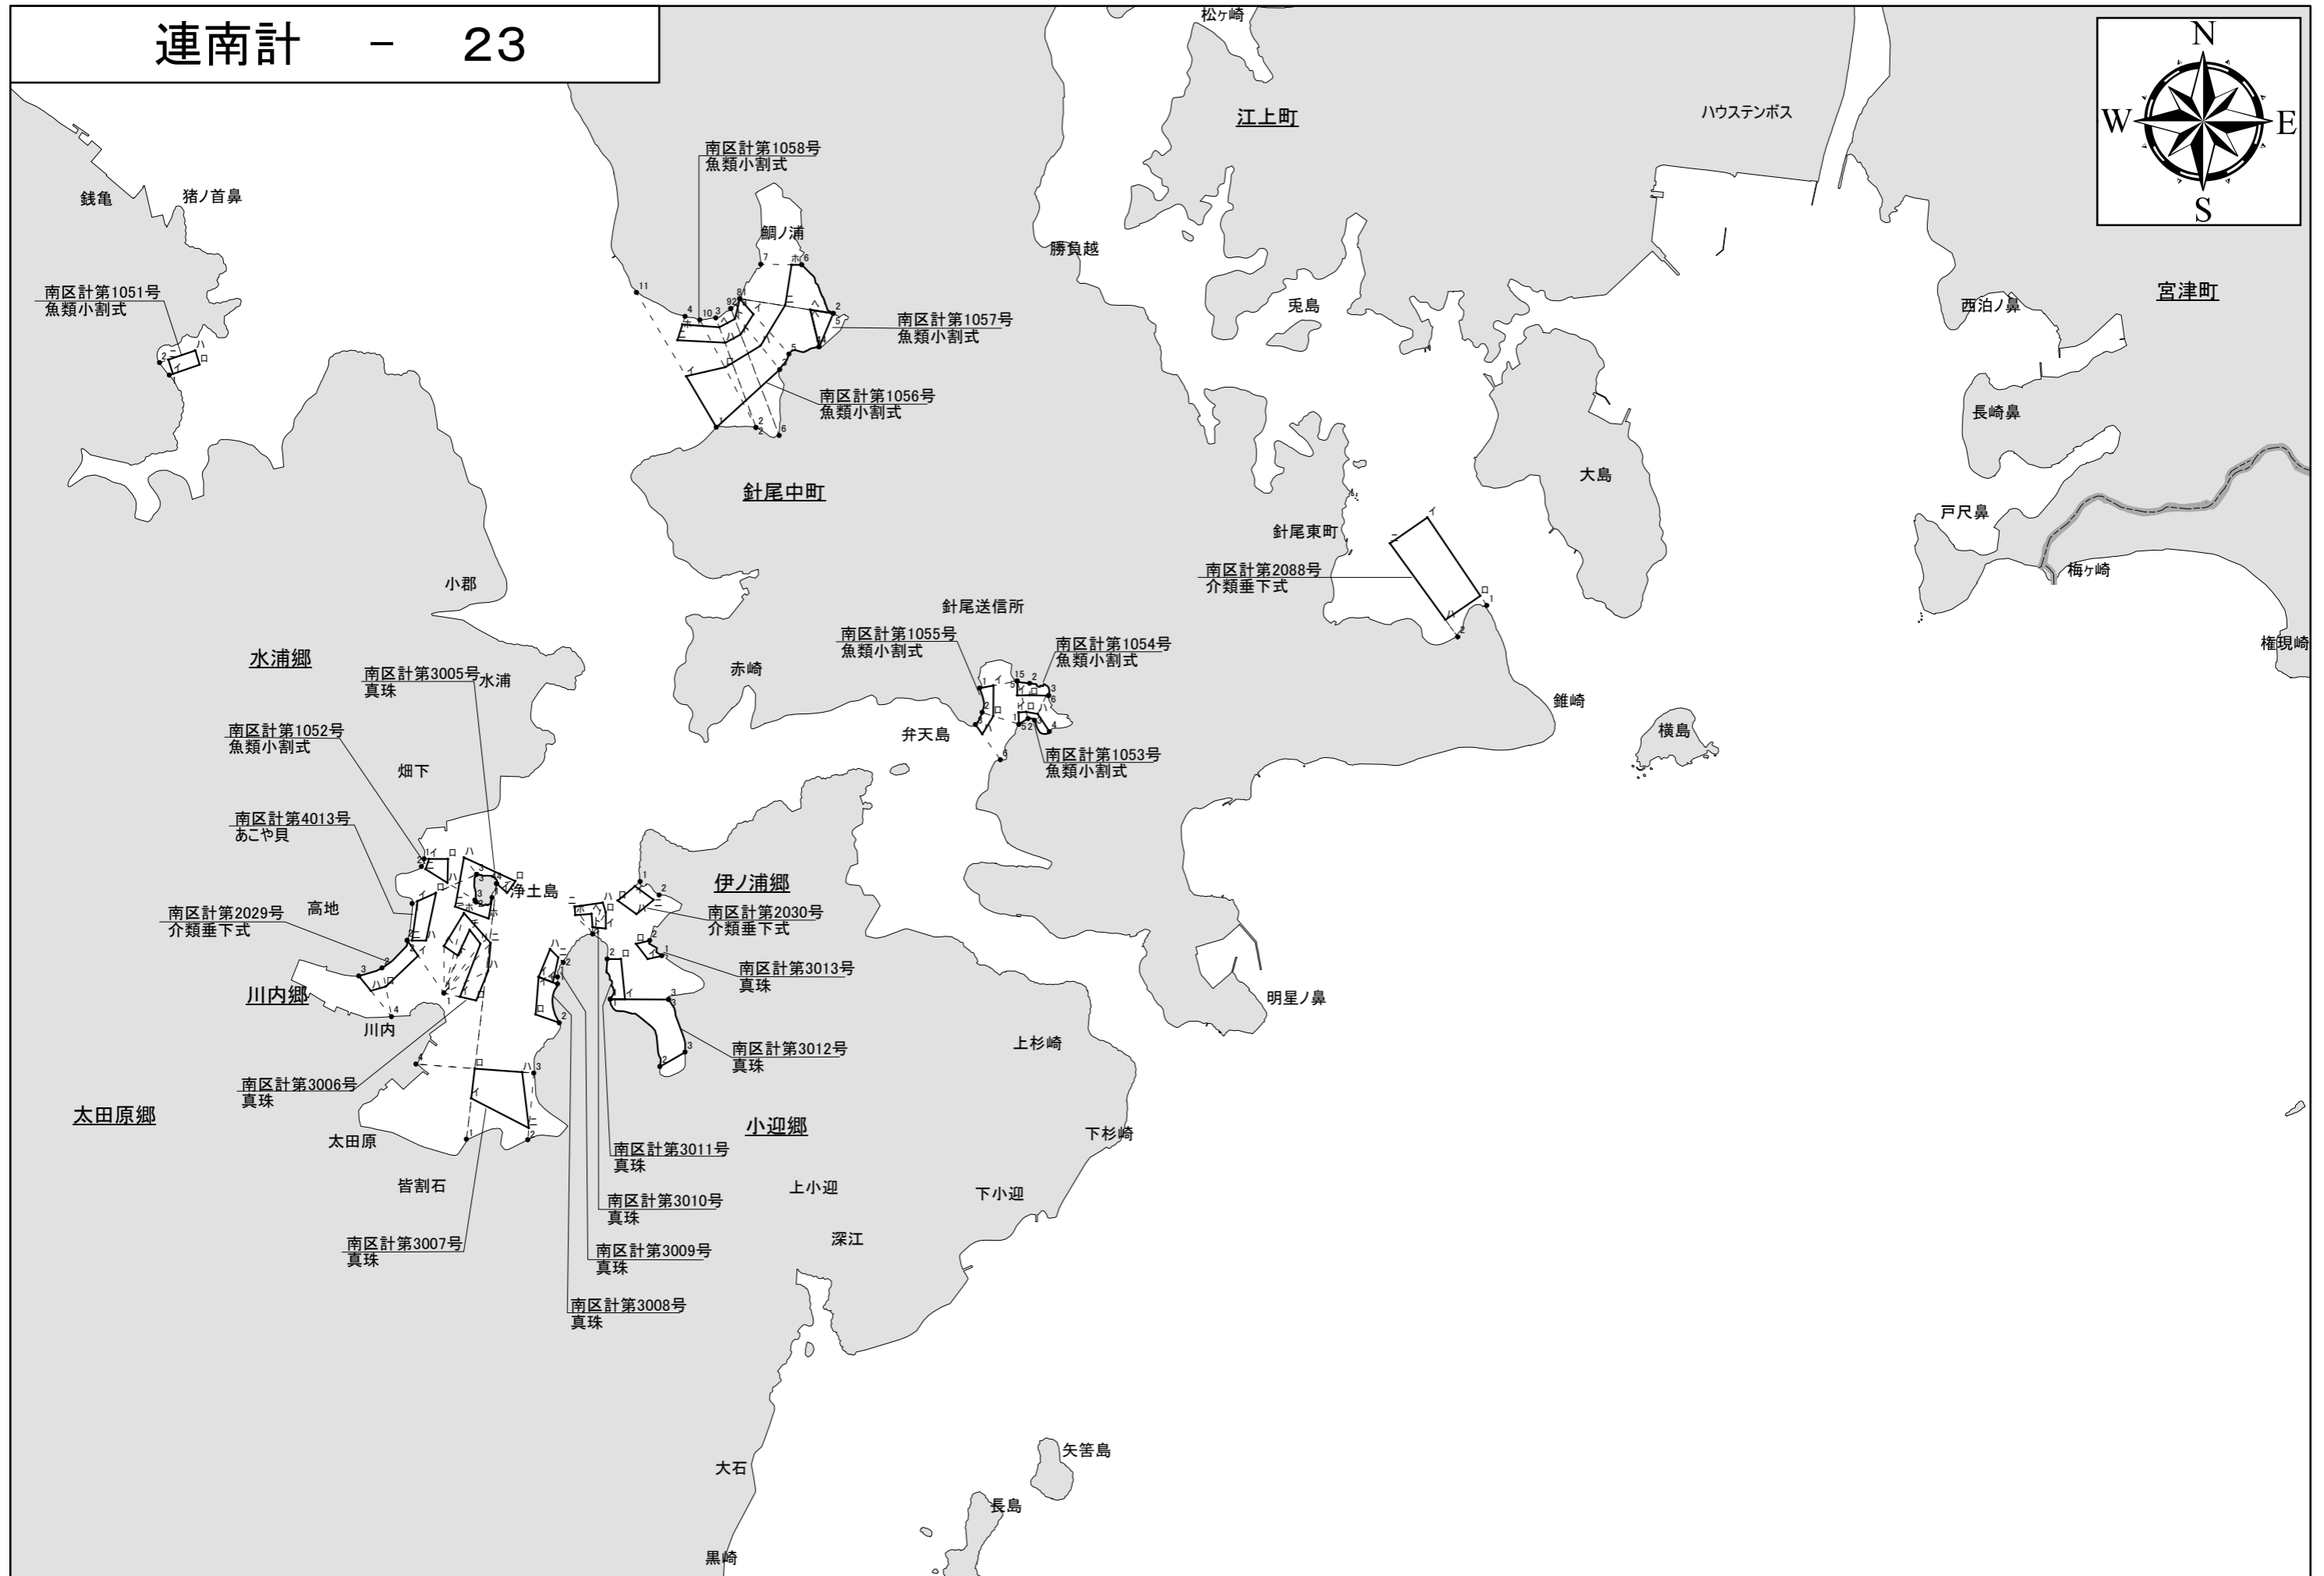 連南計　－　２３
N
W
E
S
松ヶ崎
江上町
ハウステンボス
南区計第1058号
魚類小割式
銭亀
猪ノ首鼻
鯛ノ浦
勝負越
宮津町
南区計第1051号
魚類小割式
兎島
西泊ノ鼻
南区計第1057号
魚類小割式
南区計第1056号
魚類小割式
長崎鼻
大島
針尾中町
戸尺鼻
針尾東町
梅ヶ崎
南区計第2088号
介類垂下式
小郡
針尾送信所
南区計第1055号
魚類小割式
南区計第1054号
魚類小割式
権現崎
水浦郷
南区計第3005号
真珠
水浦
赤崎
錐崎
南区計第1052号
魚類小割式
弁天島
横島
南区計第1053号
魚類小割式
畑下
南区計第4013号
あこや貝
浄土島
伊ノ浦郷
高地
南区計第2029号
介類垂下式
南区計第2030号
介類垂下式
南区計第3013号
真珠
川内郷
明星ノ鼻
川内
上杉崎
南区計第3012号
真珠
南区計第3006号
真珠
太田原郷
太田原
小迎郷
下杉崎
南区計第3011号
真珠
皆割石
上小迎
下小迎
南区計第3010号
真珠
深江
南区計第3007号
真珠
南区計第3009号
真珠
南区計第3008号
真珠
矢筈島
大石
長島
黒崎